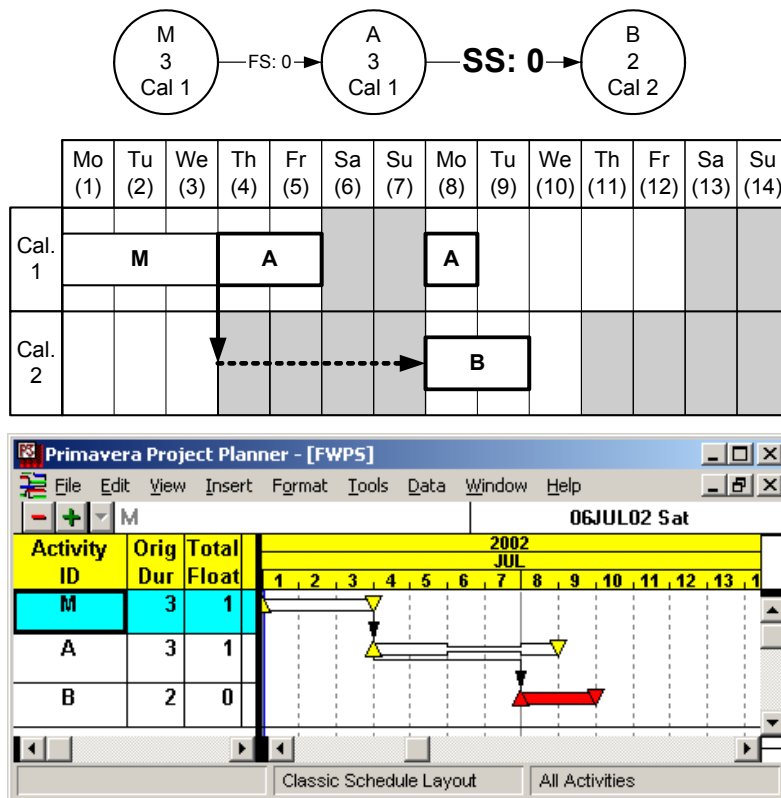 M
3
Cal 1
FS: 0
A
3
Cal 1
SS: 0
B
2
Cal 2
Mo Tu We Th Fr Sa Su Mo Tu We Th Fr Sa Su
(1) (2) (3) (4) (5) (6) (7) (8) (9) (10) (11) (12) (13) (14)
Cal.
1
M A A
Cal.
2
B
Primavera Project Planner - [FWPS]
File Edit View Insert Format Tools Data Window Help
M 06JUL02 Sat
Activity Orig Total 2002
JUL
ID Dur Float 1 2 3 4 5 6 7 8 9 10 11 12 13 1
M 3 1
A 3 1
B 2 0
Classic Schedule Layout All Activities